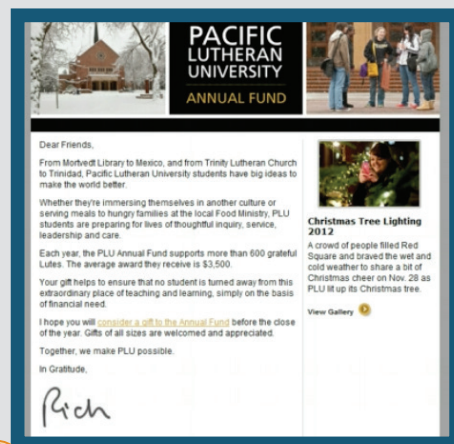 PACIFIC
LUTHERAN
UNIVERSITY
ANNUAL FUND
Dear Friends,
From Mortvedt Library to Mexico, and from Trinity Lutheran Church
to Trinidad, Pacific Lutheran University students have big ideas to
make the world better.
Whether they're immersing themselves in another culture or
serving meals to hungry families at the local Food Ministry, PLU
students are preparing for lives of thoughtful inquiry, service,
leadership and care.
Each year, the PLU Annual Fund supports more than 600 grateful
Lutes. The average award they receive is $3,500.
Your gift helps to ensure that no student is turned away from this
extraordinary place of teaching and learning, simply on the basis
of financial need.
I hope you will consider a gift to the Annual Fund before the close
of the year. Gifts of all sizes are welcomed and appreciated.
Together, we make PLU possible.
In Gratitude,
Rich
Christmas Tree Lighting
2012
A crowd of people filled Red
Square and braved the wet and
cold weather to share a bit of
Christmas cheer on Nov. 28 as
PLU lit up its Christmas tree.
View Gallery